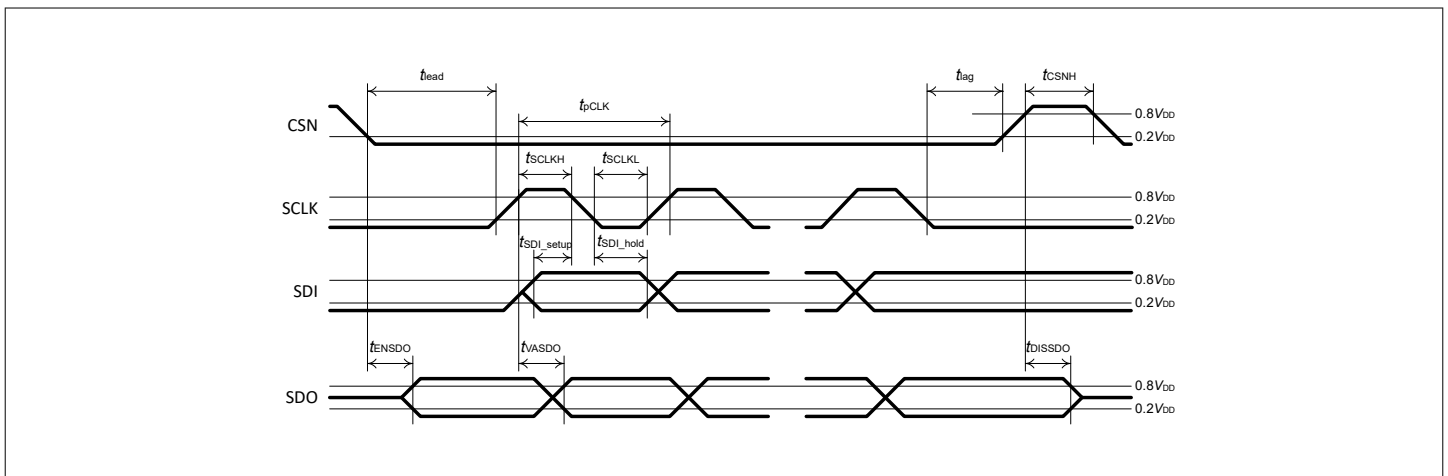 tlead
tlag
tCSNH
tpCLK
CSN
0.8VDD
0.2VDD
tSCLKH
tSCLKL
SCLK
0.8VDD
0.2VDD
tSDI_setup
tSDI_hold
SDI
0.8VDD
0.2VDD
tENSDO
tVASDO
tDISSDO
SDO
0.8VDD
0.2VDD